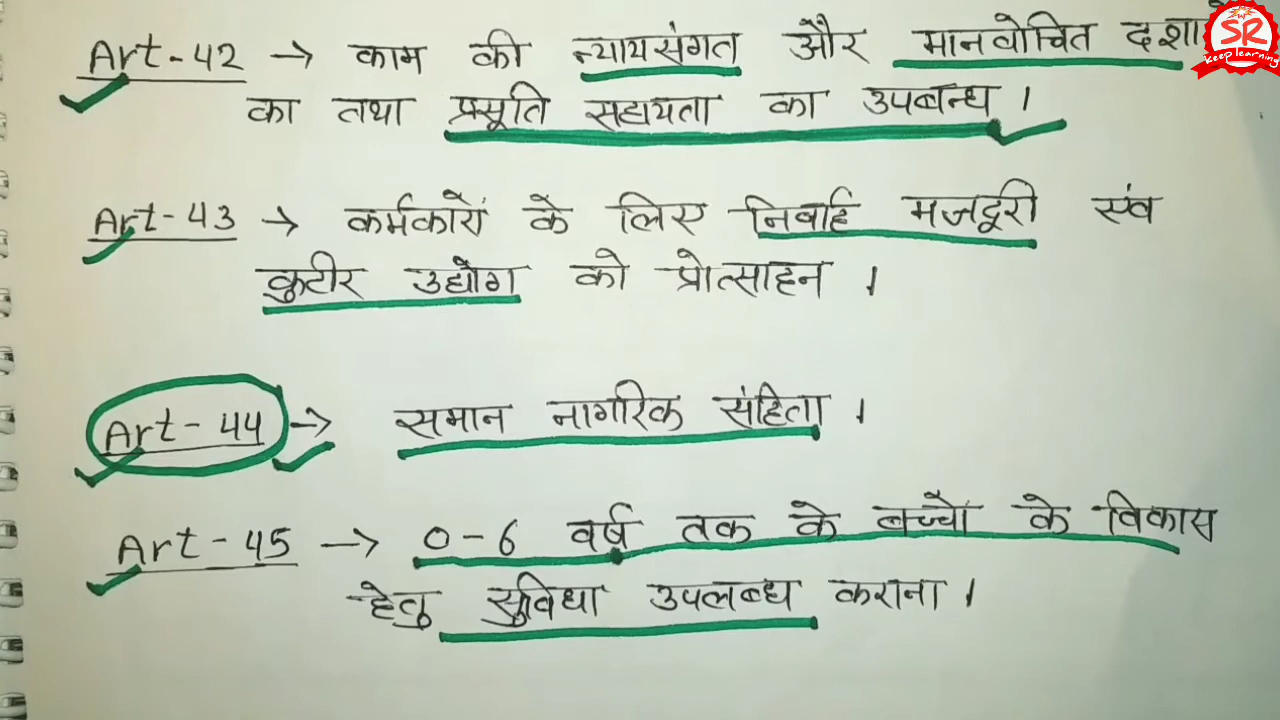 Art-42 → काम की न्यायसंगत और मानवोचित दशाओं
का तथा प्रसूति सहायता का उपबन्ध ।
Art-43 → कर्मकारों के लिए निर्वाह मजदूरी एंव
कुटीर उद्योग को प्रोत्साहन ।
Art-44 → समान नागरिक संहिता ।
Art-45 → 0-6 वर्ष तक के बच्चों के विकास
हेतु सुविधा उपलब्ध कराना ।
SR
Keep learning